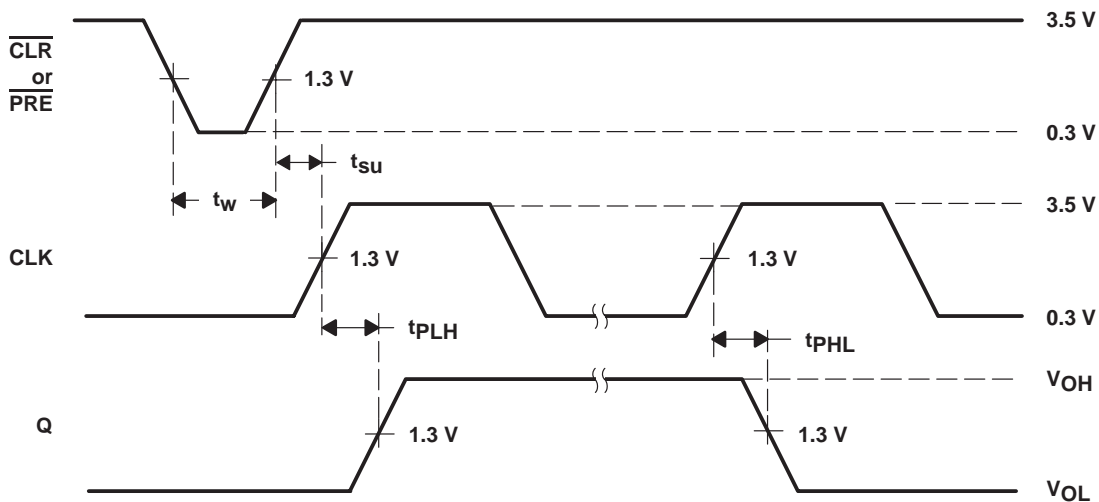 3.5 V
CLR
or
PRE
1.3 V
0.3 V
tsu
tw
3.5 V
CLK
1.3 V
1.3 V
0.3 V
tPLH
tPHL
VOH
Q
1.3 V
1.3 V
VOL